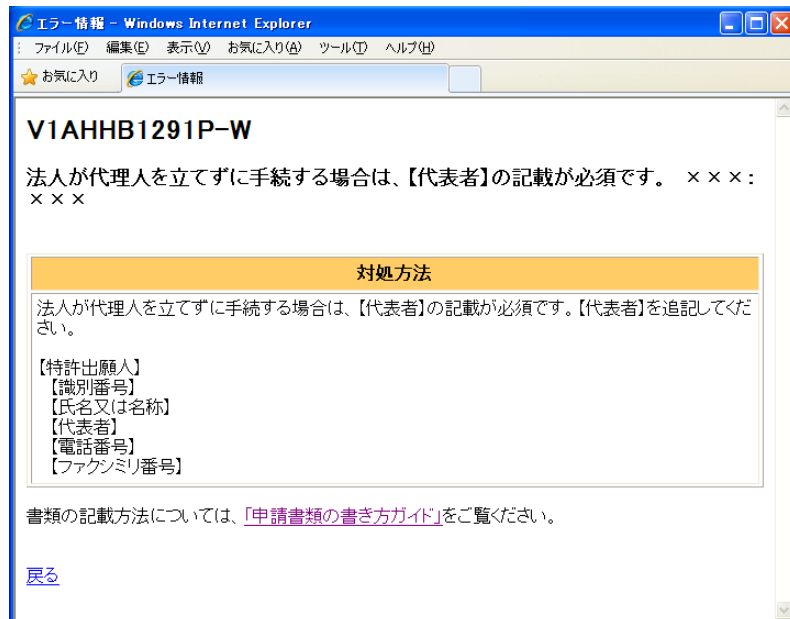 エラー情報 - Windows Internet Explorer
ファイル(F) 編集(E) 表示(V) お気に入り(A) ツール(T) ヘルプ(H)
お気に入り エラー情報
V1AHHB1291P-W
法人が代理人を立てずに手続する場合は、【代表者】の記載が必須です。 ×××:
×××
対処方法
法人が代理人を立てずに手続する場合は、【代表者】の記載が必須です。【代表者】を追記してくだ
さい。
【特許出願人】
【識別番号】
【氏名又は名称】
【代表者】
【電話番号】
【ファクシミリ番号】
書類の記載方法については、「申請書類の書き方ガイド」をご覧ください。
戻る